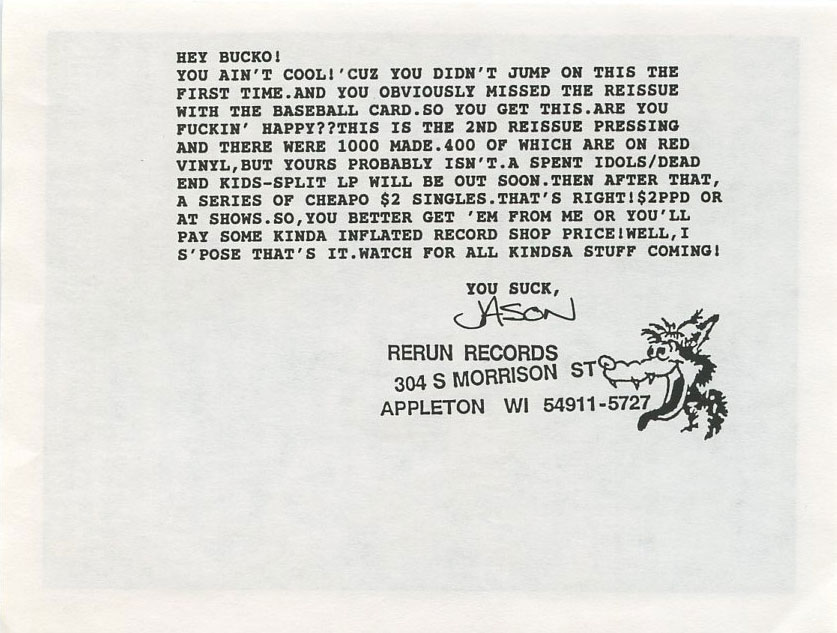 HEY BUCKO!
YOU AIN'T COOL!'CUZ YOU DIDN'T JUMP ON THIS THE
FIRST TIME.AND YOU OBVIOUSLY MISSED THE REISSUE
WITH THE BASEBALL CARD.SO YOU GET THIS.ARE YOU
FUCKIN' HAPPY??THIS IS THE 2ND REISSUE PRESSING
AND THERE WERE 1000 MADE.400 OF WHICH ARE ON RED
VINYL,BUT YOURS PROBABLY ISN'T.A SPENT IDOLS/DEAD
END KIDS-SPLIT LP WILL BE OUT SOON.THEN AFTER THAT,
A SERIES OF CHEAPO $2 SINGLES.THAT'S RIGHT!$2PPD OR
AT SHOWS.SO,YOU BETTER GET 'EM FROM ME OR YOU'LL
PAY SOME KINDA INFLATED RECORD SHOP PRICE!WELL,I
S'POSE THAT'S IT.WATCH FOR ALL KINDSA STUFF COMING!
YOU SUCK,
JASON
RERUN RECORDS
304 S MORRISON ST
APPLETON WI 54911-5727